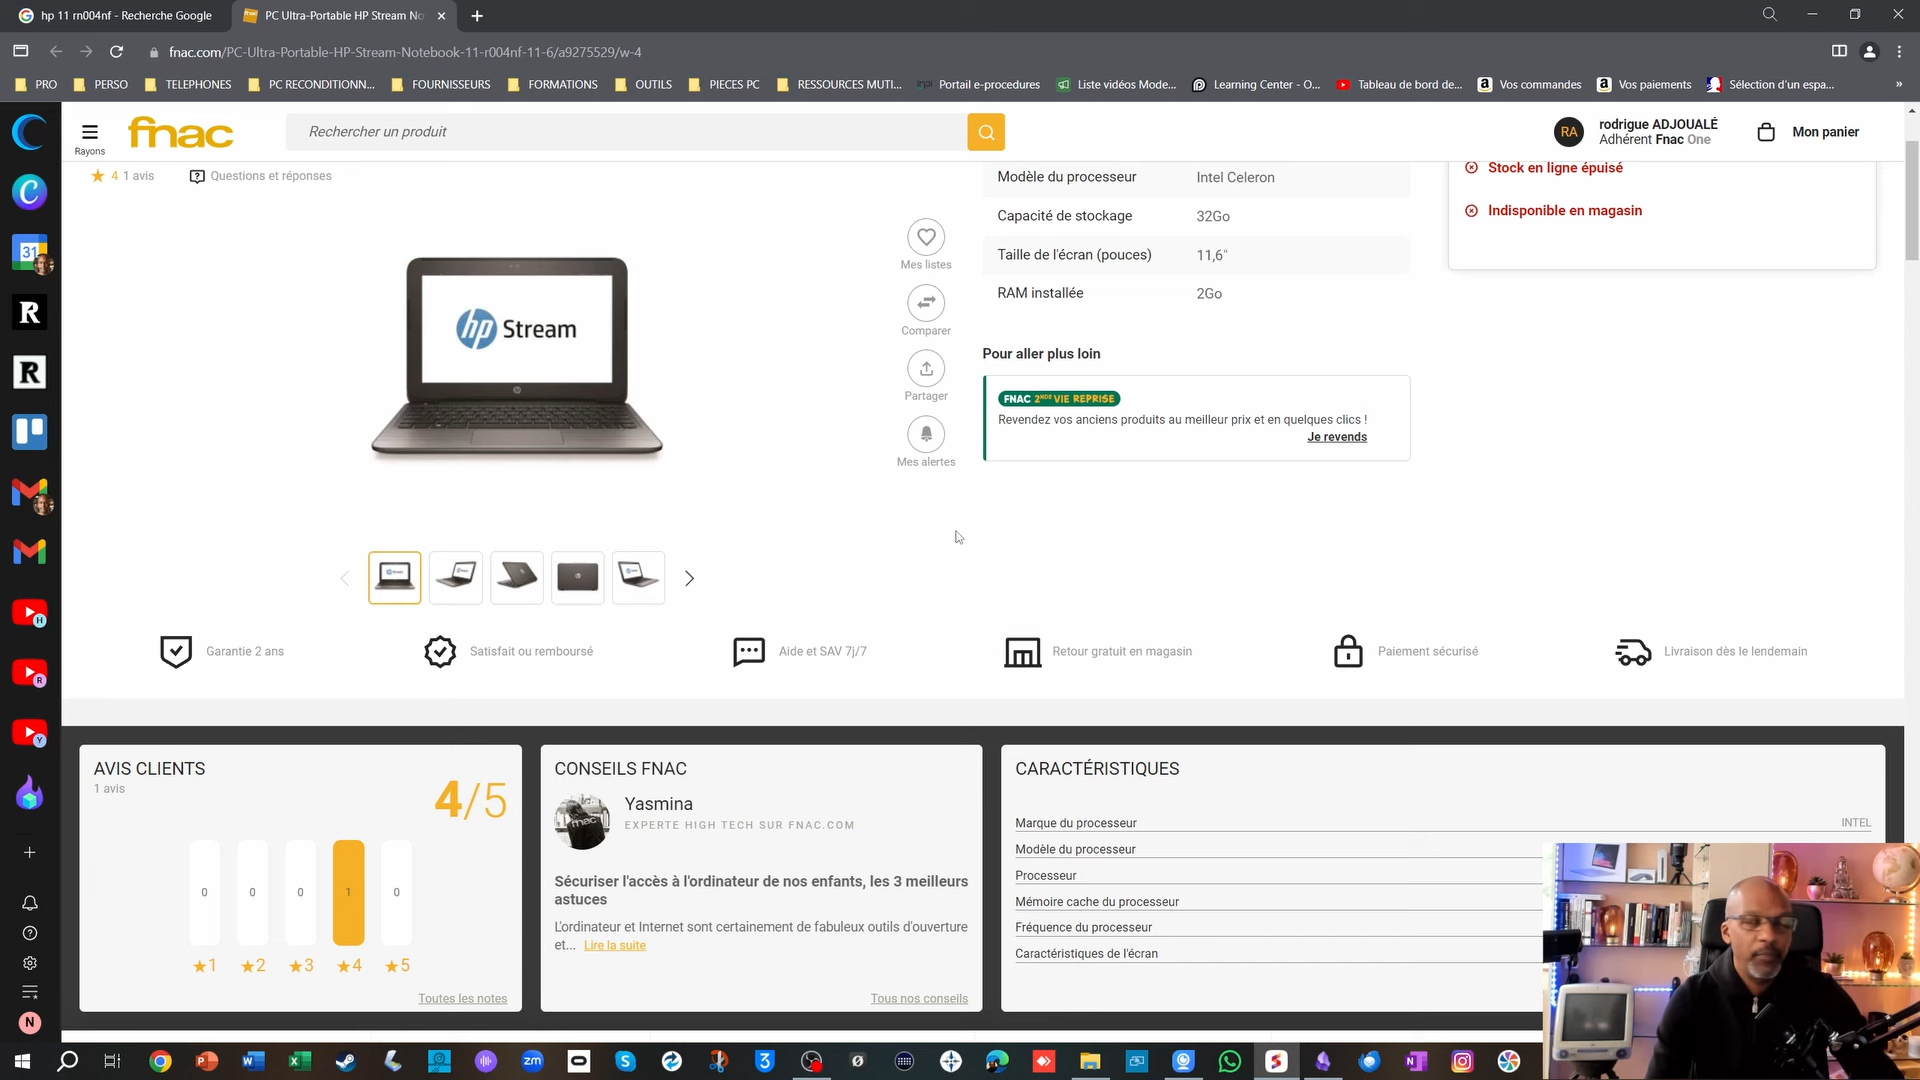 hp 11 rn004nf - Recherche Google
PC Ultra-Portable HP Stream No
fnac.com/PC-Ultra-Portable-HP-Stream-Notebook-11-r004nf-11-6/a9275529/w-4
PRO
PERSO
TELEPHONES
PC RECONDITIONN...
FOURNISSEURS
FORMATIONS
OUTILS
PIECES PC
RESSOURCES MUTI...
Portail e-procedures
Liste vidéos Mode...
Learning Center - O...
Tableau de bord de...
Vos commandes
Vos paiements
Sélection d'un espa...
Rayons
fnac
Rechercher un produit
RA
rodrigue ADJOUALÉ
Adhérent Fnac One
Mon panier
4 1 avis
Questions et réponses
Modèle du processeur Intel Celeron
Capacité de stockage 32Go
Taille de l'écran (pouces) 11,6"
RAM installée 2Go
Stock en ligne épuisé
Indisponible en magasin
hp Stream
Mes listes
Comparer
Partager
Mes alertes
Pour aller plus loin
FNAC 2NDE VIE REPRISE
Revendez vos anciens produits au meilleur prix et en quelques clics !
Je revends
Garantie 2 ans
Satisfait ou remboursé
Aide et SAV 7j/7
Retour gratuit en magasin
Paiement sécurisé
Livraison dès le lendemain
AVIS CLIENTS
1 avis
4/5
0 0 0 1 0
★1 ★2 ★3 ★4 ★5
Toutes les notes
CONSEILS FNAC
Yasmina
EXPERTE HIGH TECH SUR FNAC.COM
Sécuriser l'accès à l'ordinateur de nos enfants, les 3 meilleurs
astuces
L'ordinateur et Internet sont certainement de fabuleux outils d'ouverture
et... Lire la suite
Tous nos conseils
CARACTÉRISTIQUES
Marque du processeur INTEL
Modèle du processeur
Processeur
Mémoire cache du processeur
Fréquence du processeur
Caractéristiques de l'écran
31
R
R
H
R
Y
N
zm